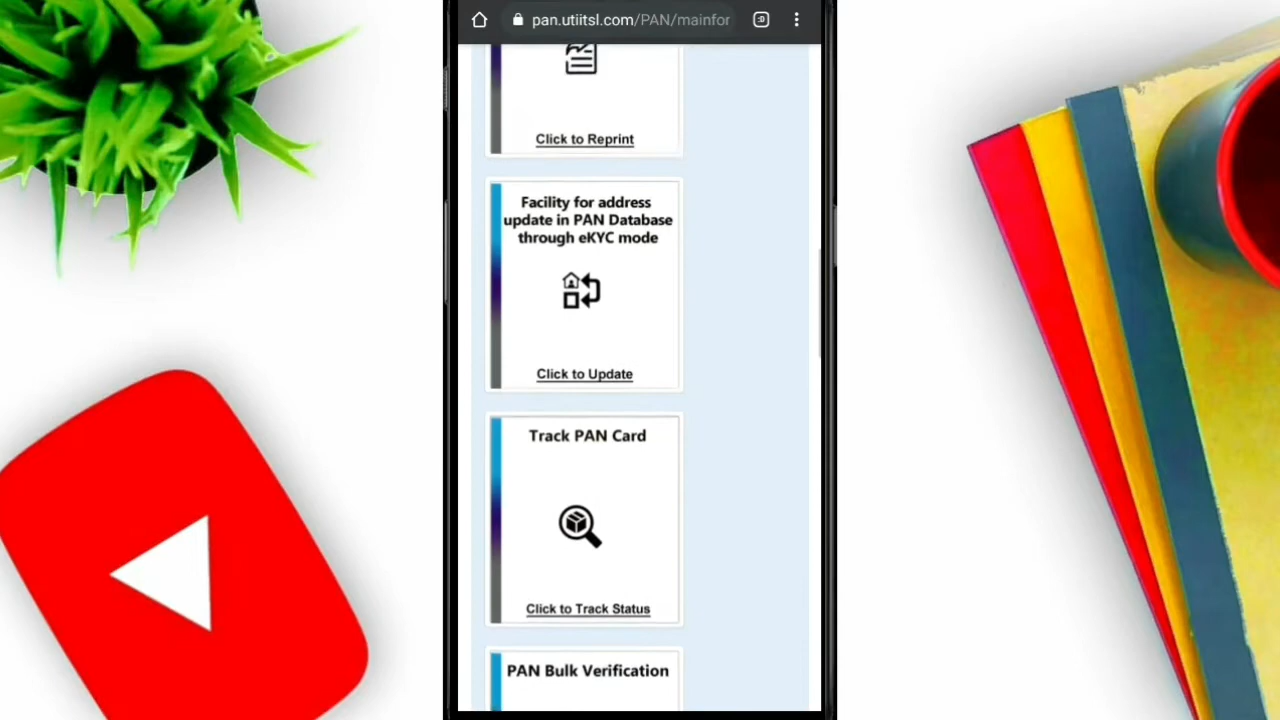 pan.utiitsl.com/PAN/mainfor
:D
Click to Reprint
Facility for address
update in PAN Database
through eKYC mode
Click to Update
Track PAN Card
Click to Track Status
PAN Bulk Verification